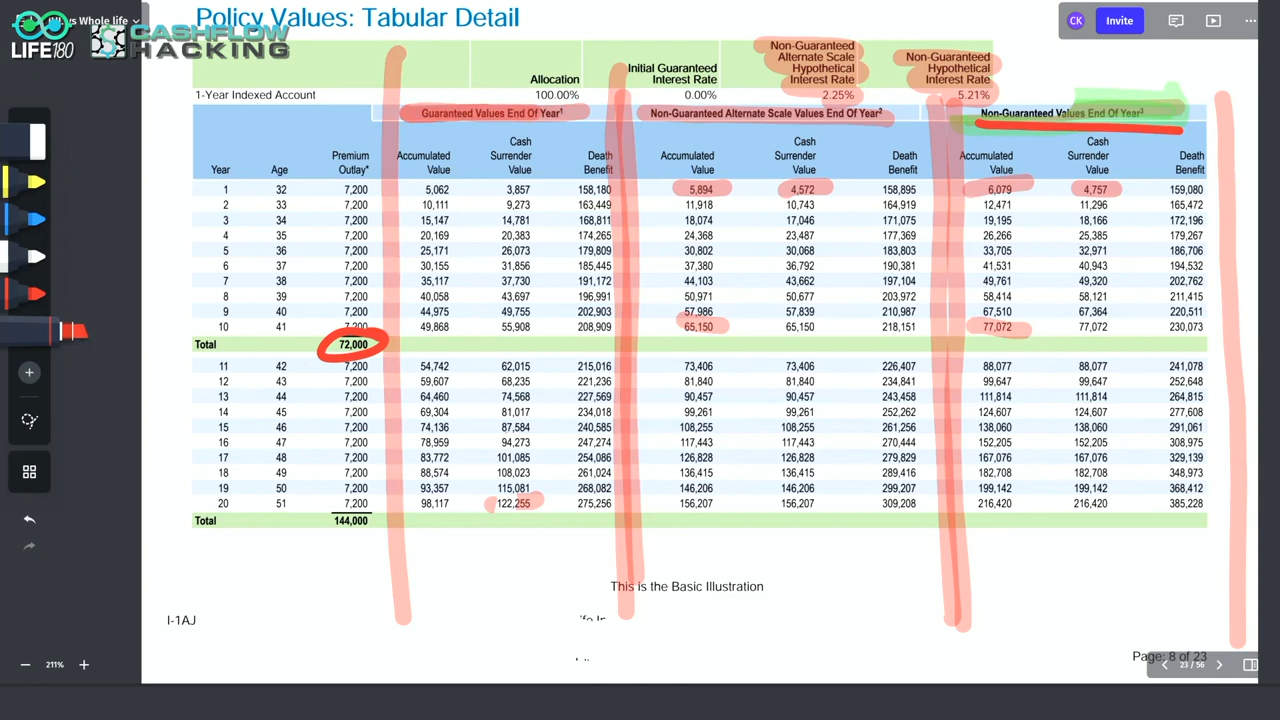 Vs Whole life
CK
Invite
LIFE180
CASHFLOW
HACKING
Policy Values: Tabular Detail
Allocation
Initial Guaranteed
Interest Rate
Non-Guaranteed
Alternate Scale
Hypothetical
Interest Rate
Non-Guaranteed
Hypothetical
Interest Rate
1-Year Indexed Account 100.00% 0.00% 2.25% 5.21%
Guaranteed Values End Of Year1 Non-Guaranteed Alternate Scale Values End Of Year2 Non-Guaranteed Values End Of Year3
Year Age Premium Outlay* Accumulated Value Cash Surrender Value Death Benefit Accumulated Value Cash Surrender Value Death Benefit Accumulated Value Cash Surrender Value Death Benefit
1 32 7,200 5,062 3,857 158,180 5,894 4,572 158,895 6,079 4,757 159,080
2 33 7,200 10,111 9,273 163,449 11,918 10,743 164,919 12,471 11,296 165,472
3 34 7,200 15,147 14,781 168,811 18,074 17,046 171,075 19,195 18,166 172,196
4 35 7,200 20,169 20,383 174,265 24,368 23,487 177,369 26,266 25,385 179,267
5 36 7,200 25,171 26,073 179,809 30,802 30,068 183,803 33,705 32,971 186,706
6 37 7,200 30,155 31,856 185,445 37,380 36,792 190,381 41,531 40,943 194,532
7 38 7,200 35,117 37,730 191,172 44,103 43,662 197,104 49,761 49,320 202,762
8 39 7,200 40,058 43,697 196,991 50,971 50,677 203,972 58,414 58,121 211,415
9 40 7,200 44,975 49,755 202,903 57,986 57,839 210,987 67,510 67,364 220,511
10 41 7,200 49,868 55,908 208,909 65,150 65,150 218,151 77,072 77,072 230,073
Total 72,000
11 42 7,200 54,742 62,015 215,016 73,406 73,406 226,407 88,077 88,077 241,078
12 43 7,200 59,607 68,235 221,236 81,840 81,840 234,841 99,647 99,647 252,648
13 44 7,200 64,460 74,568 227,569 90,457 90,457 243,458 111,814 111,814 264,815
14 45 7,200 69,304 81,017 234,018 99,261 99,261 252,262 124,607 124,607 277,608
15 46 7,200 74,136 87,584 240,585 108,255 108,255 261,256 138,060 138,060 291,061
16 47 7,200 78,959 94,273 247,274 117,443 117,443 270,444 152,205 152,205 308,975
17 48 7,200 83,772 101,085 254,086 126,828 126,828 279,829 167,076 167,076 329,139
18 49 7,200 88,574 108,023 261,024 136,415 136,415 289,416 182,708 182,708 348,973
19 50 7,200 93,357 115,081 268,082 146,206 146,206 299,207 199,142 199,142 368,412
20 51 7,200 98,117 122,255 275,256 156,207 156,207 309,208 216,420 216,420 385,228
Total 144,000
This is the Basic Illustration
I-1AJ
Page: 8 of 23
211%
23 / 56